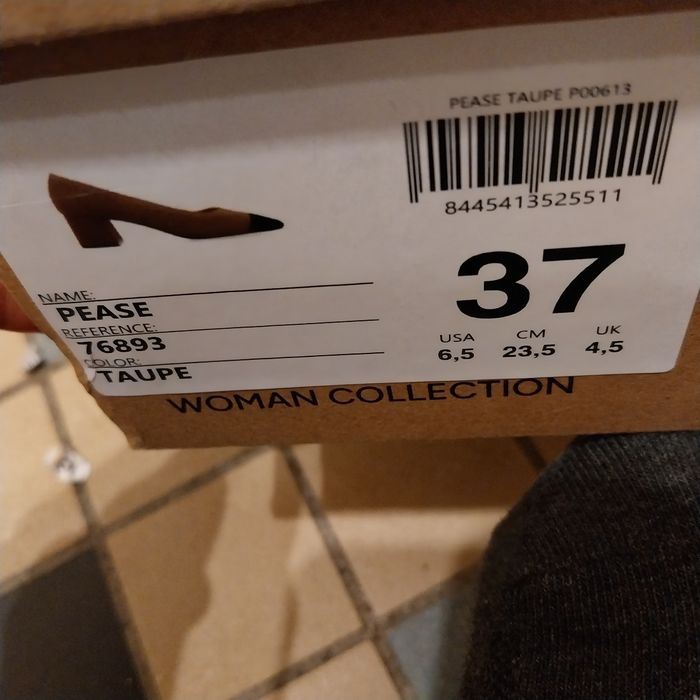 PEASE TAUPE P00613
8445413525511
NAME:
PEASE
REFERENCE:
76893
COLOR:
TAUPE
37
USA CM UK
6,5 23,5 4,5
WOMAN COLLECTION